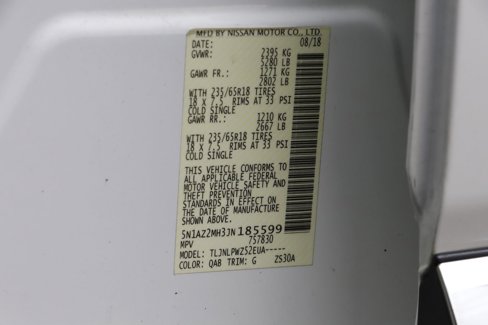 MFD BY NISSAN MOTOR CO., LTD.
DATE: 08/18
GVWR: 2395 KG
5280 LB
GAWR FR.: 1271 KG
2802 LB
WITH 235/65R18 TIRES
18 X 7.5 RIMS AT 33 PSI
COLD SINGLE
GAWR RR.: 1210 KG
2667 LB
WITH 235/65R18 TIRES
18 X 7.5 RIMS AT 33 PSI
COLD SINGLE
THIS VEHICLE CONFORMS TO
ALL APPLICABLE FEDERAL
MOTOR VEHICLE SAFETY AND
THEFT PREVENTION
STANDARDS IN EFFECT ON
THE DATE OF MANUFACTURE
SHOWN ABOVE.
5N1AZ2MH3JN185599
MPV 757830
MODEL: TLJNLPWZ52EUA-----
COLOR: QAB TRIM: G ZS30A